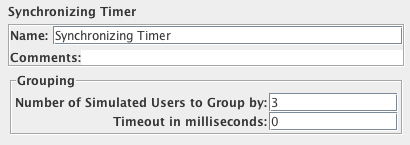 Synchronizing Timer
Name: Synchronizing Timer
Comments:
Grouping
Number of Simulated Users to Group by: 3
Timeout in milliseconds: 0